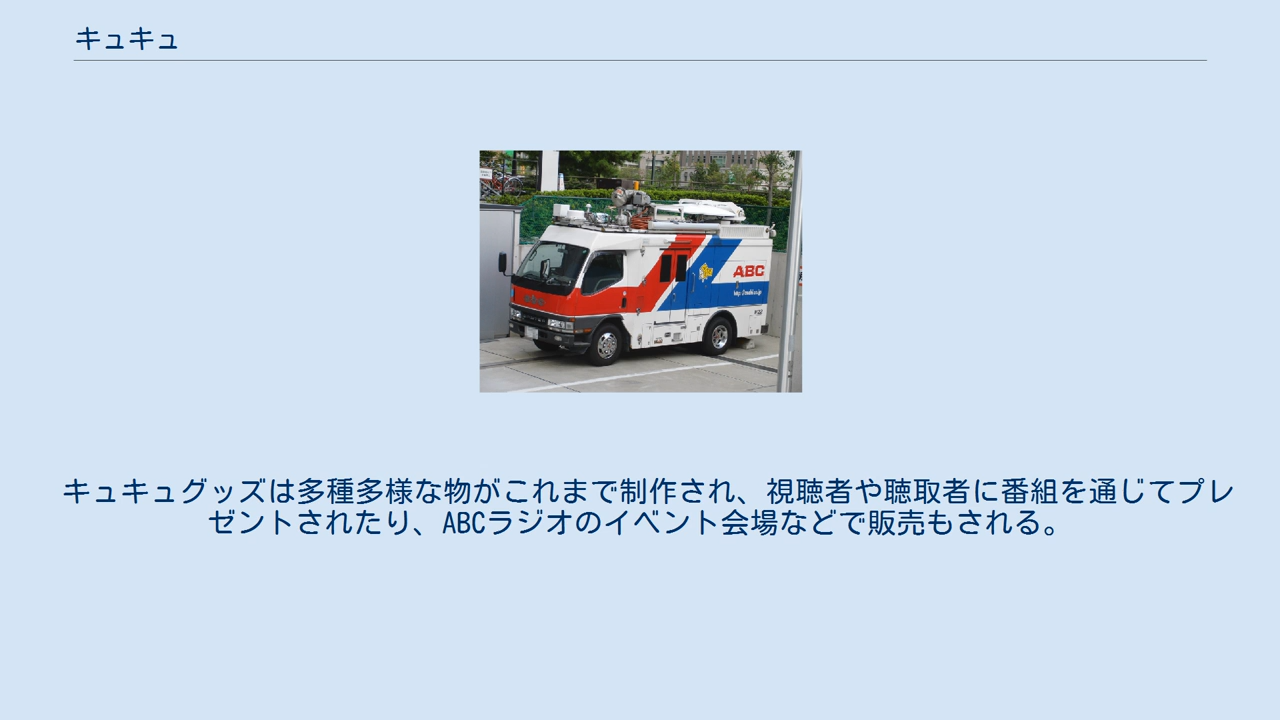 キュキュ
ABC
キュキュグッズは多種多様な物がこれまで制作され、視聴者や聴取者に番組を通じてプレ
ゼントされたり、ABCラジオのイベント会場などで販売もされる。